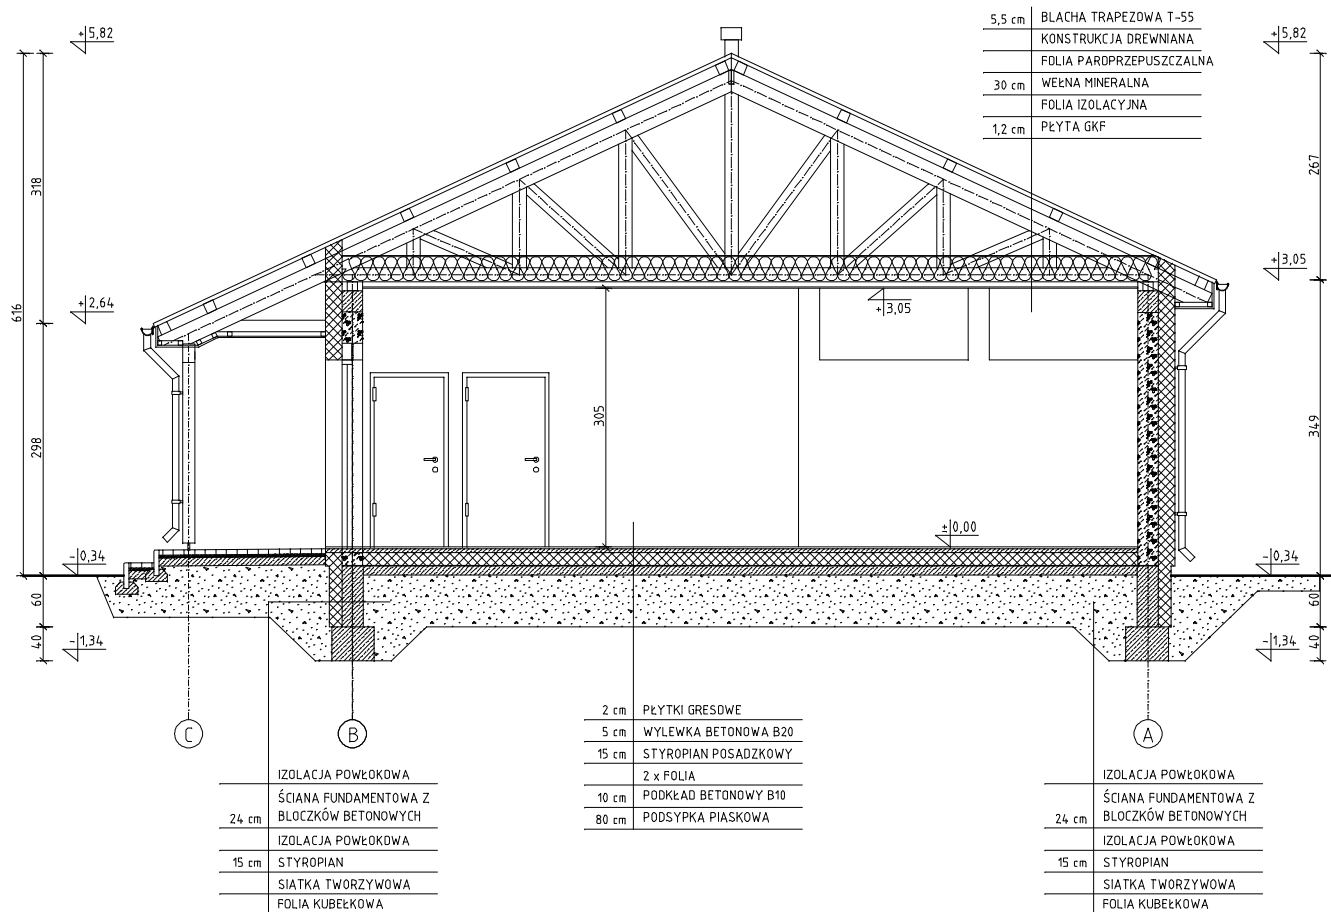 5,5 cm BLACHA TRAPEZOWA T-55
KONSTRUKCJA DREWNIANA
FOLIA PAROPRZEPUSZCZALNA
30 cm WEŁNA MINERALNA
FOLIA IZOLACYJNA
1,2 cm PŁYTA GKF
+5,82
+5,82
318
267
616
+3,05
+2,64
+3,05
298
305
349
±0,00
-0,34
-0,34
60
60
40
-1,34
-1,34
40
C
B
A
2 cm PŁYTKI GRESOWE
5 cm WYLEWKA BETONOWA B20
15 cm STYROPIAN POSADZKOWY
2 x FOLIA
10 cm PODKŁAD BETONOWY B10
80 cm PODSYPKA PIASKOWA
IZOLACJA POWŁOKOWA
ŚCIANA FUNDAMENTOWA Z
24 cm BLOCZKÓW BETONOWYCH
IZOLACJA POWŁOKOWA
15 cm STYROPIAN
SIATKA TWORZYWOWA
FOLIA KUBEŁKOWA
IZOLACJA POWŁOKOWA
ŚCIANA FUNDAMENTOWA Z
24 cm BLOCZKÓW BETONOWYCH
IZOLACJA POWŁOKOWA
15 cm STYROPIAN
SIATKA TWORZYWOWA
FOLIA KUBEŁKOWA